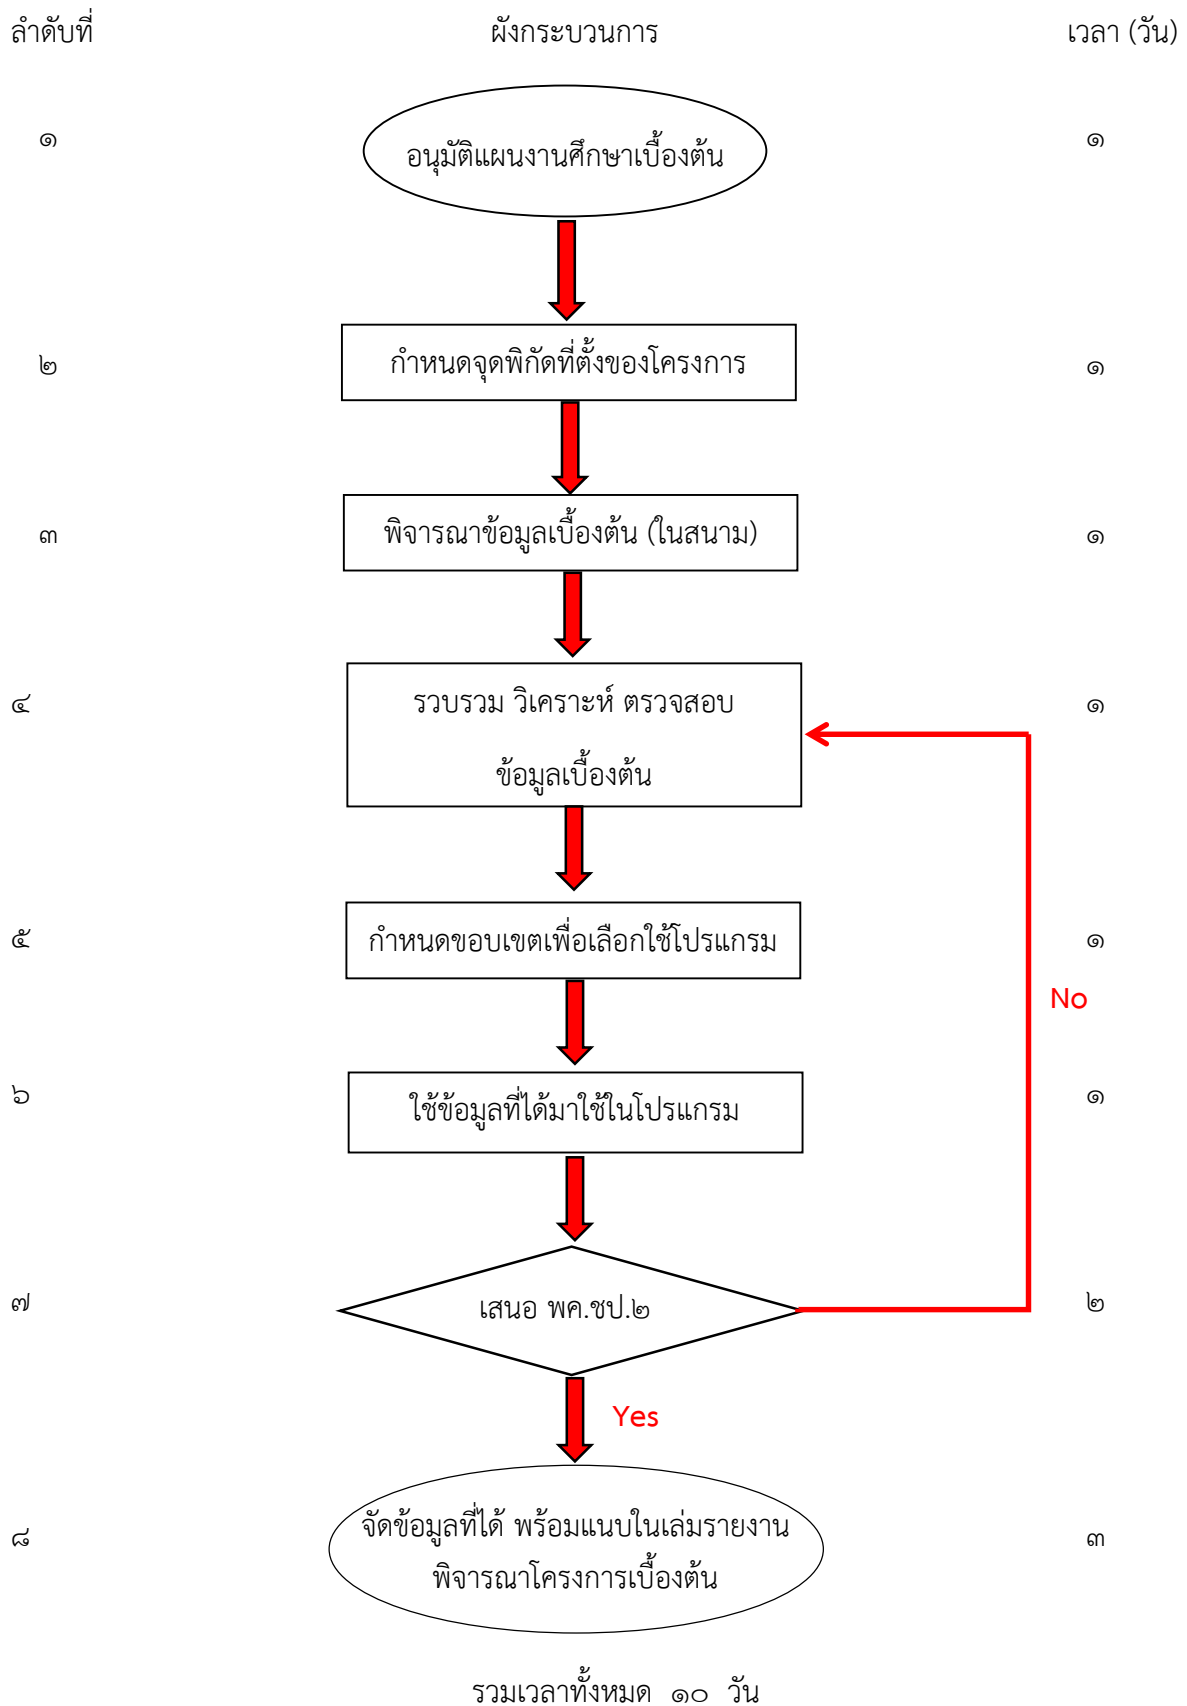 ลำดับที่ ผังกระบวนการ เวลา (วัน)
๑ อนุมัติแผนงานศึกษาเบื้องต้น ๑
๒ กำหนดจุดพิกัดที่ตั้งของโครงการ ๑
๓ พิจารณาข้อมูลเบื้องต้น (ในสนาม) ๑
๔ รวบรวม วิเคราะห์ ตรวจสอบ ๑
ข้อมูลเบื้องต้น
๕ กำหนดขอบเขตเพื่อเลือกใช้โปรแกรม ๑
No
๖ ใช้ข้อมูลที่ได้มาใช้ในโปรแกรม ๑
๗ เสนอ พค.ชป.๒ ๒
Yes
จัดข้อมูลที่ได้ พร้อมแนบในเล่มรายงาน
๘ ๓
พิจารณาโครงการเบื้องต้น
รวมเวลาทั้งหมด ๑๐ วัน